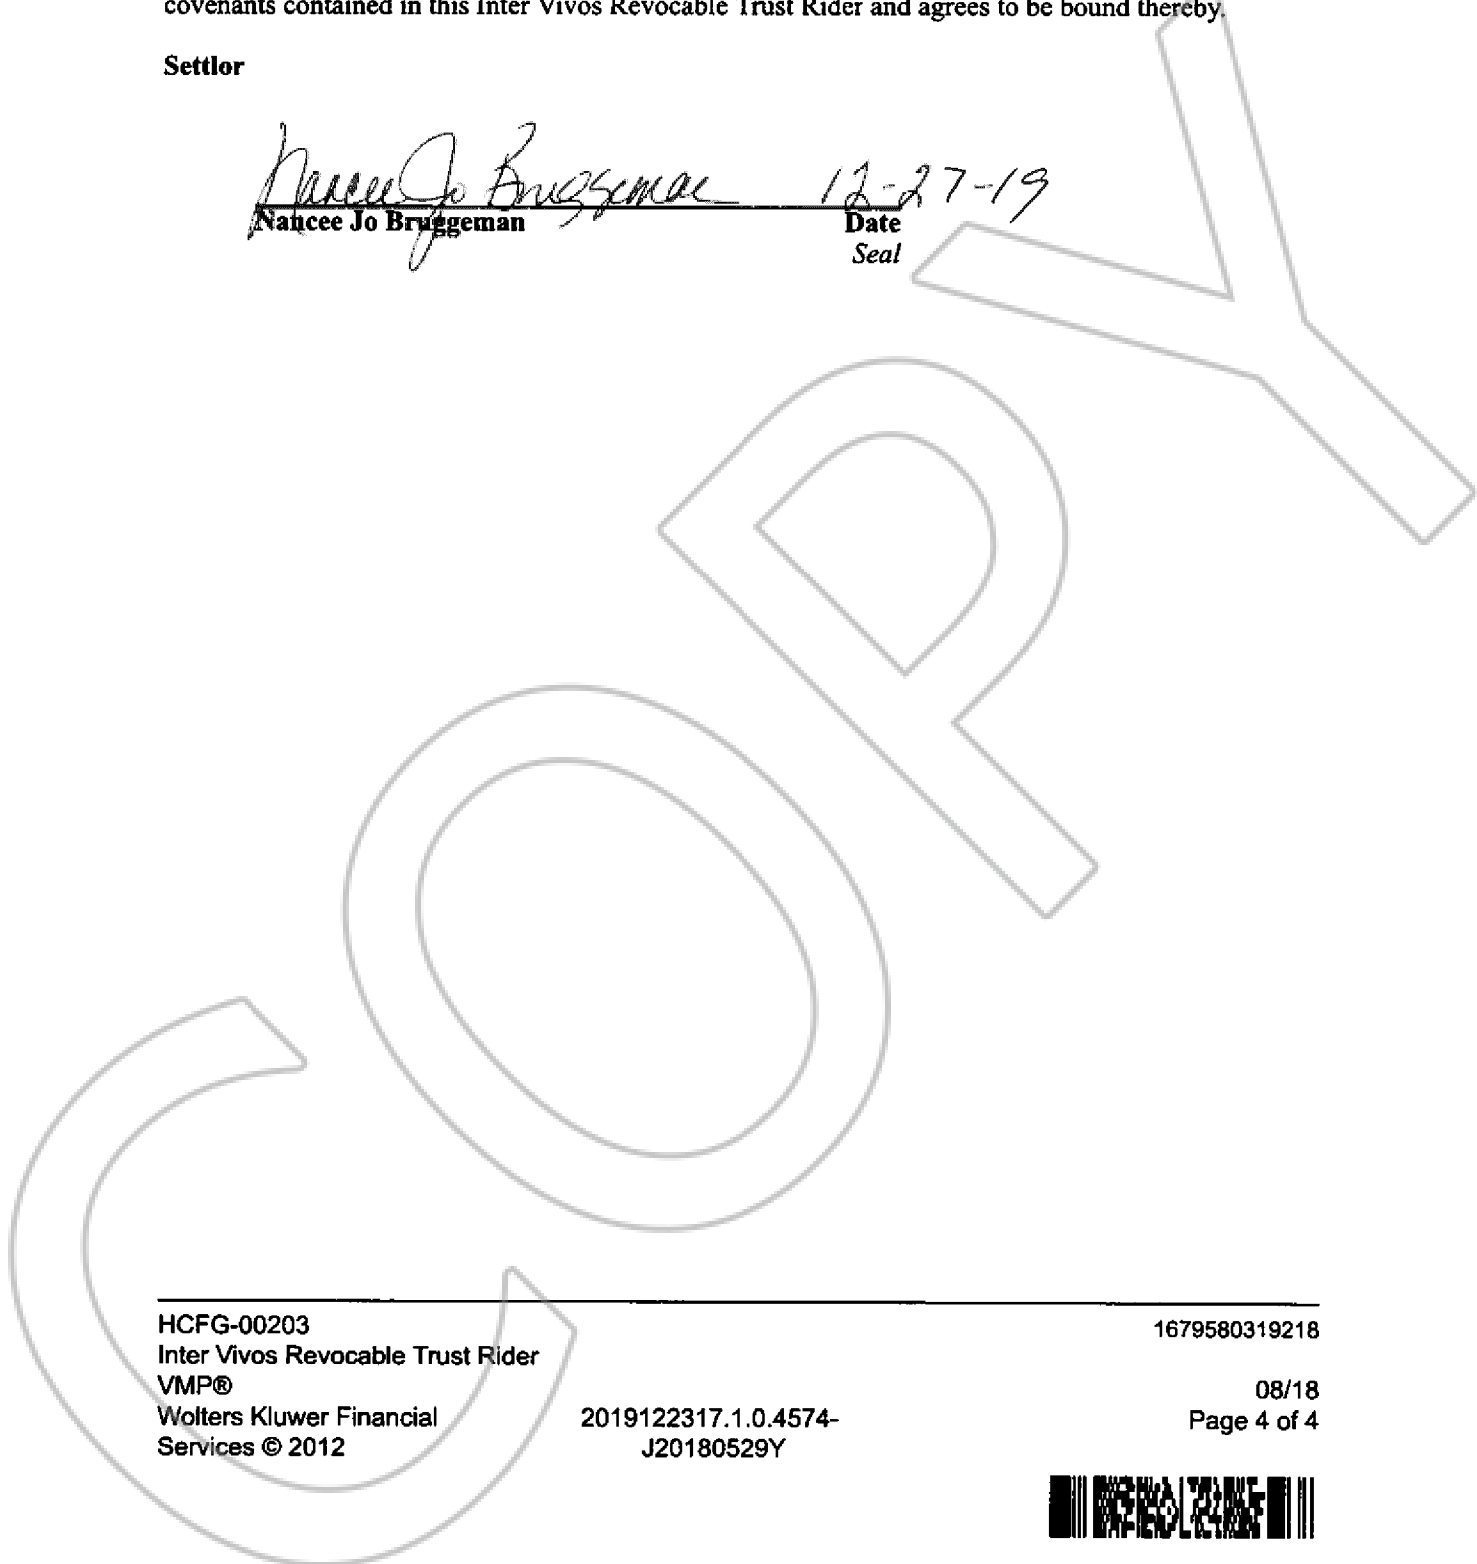 covenants contained in this Inter Vivos Revocable Trust Rider and agrees to be bound thereby.
Settlor
Nancee Jo Bruggeman 12-27-19
Nancee Jo Bruggeman Date
Seal
COPY
HCFG-00203 1679580319218
Inter Vivos Revocable Trust Rider
VMP® 08/18
Wolters Kluwer Financial 2019122317.1.0.4574- Page 4 of 4
Services © 2012 J20180529Y